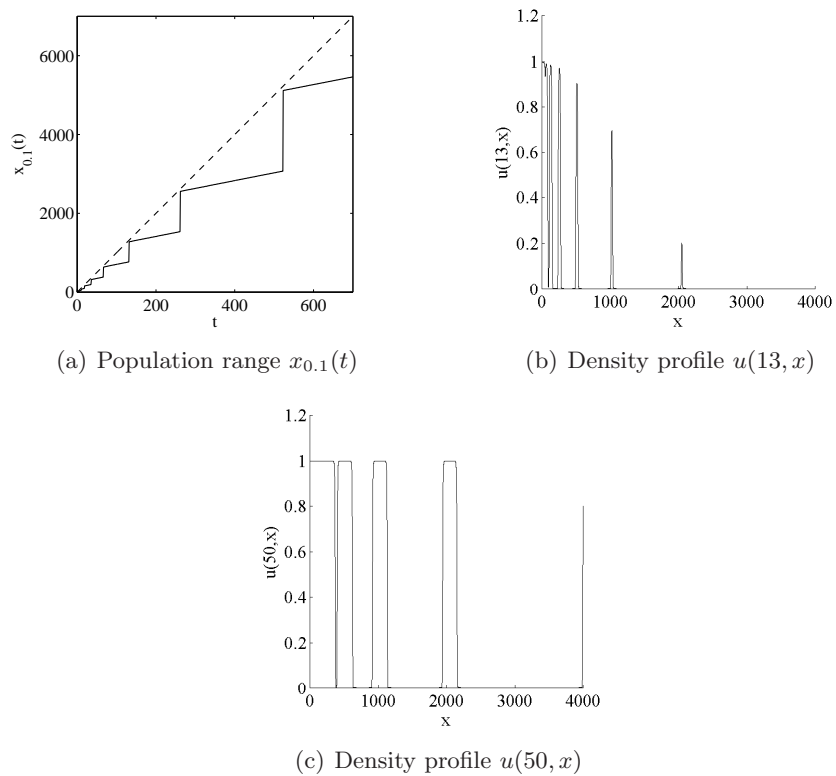 6000
4000
2000
0
x0.1(t)
0 200 400 600
t
(a) Population range x0.1(t)
1.2
1
0.8
0.6
0.4
0.2
0
u(13,x)
0 1000 2000 3000 4000
x
(b) Density profile u(13, x)
1.2
1
0.8
0.6
0.4
0.2
0
u(50,x)
0 1000 2000 3000 4000
x
(c) Density profile u(50, x)